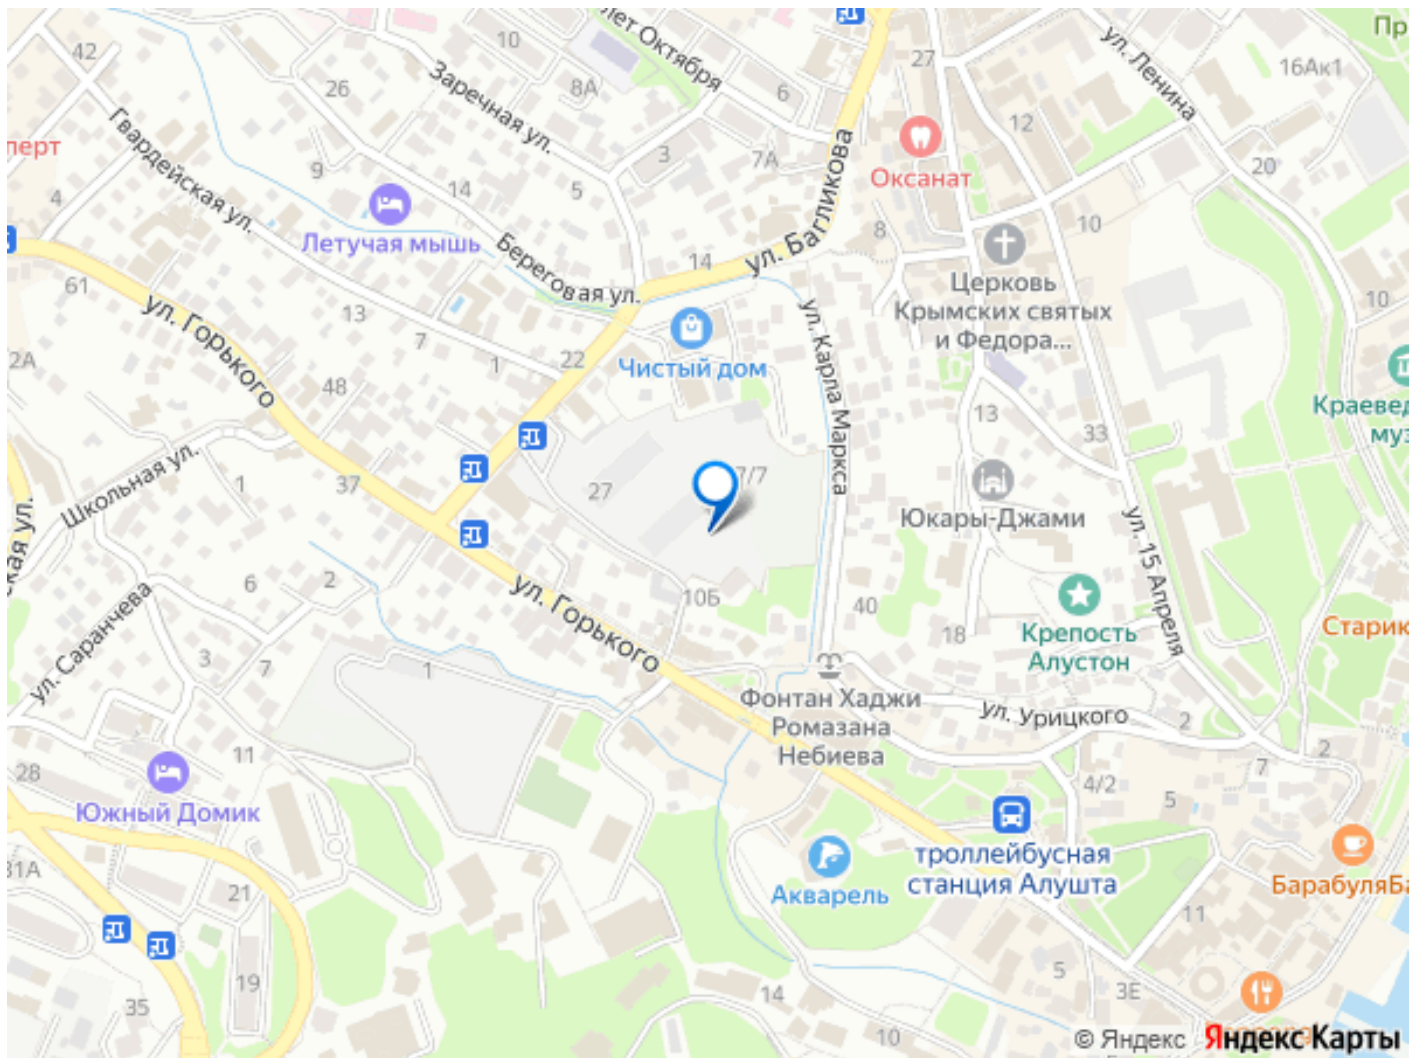 42
10
лет Октября
27
ул. Ленина
Пр
16Ак1
Заречная ул.
26
8А
6
12
Гвардейская ул.
перт
9
3
7А
ул. Багликова
Оксанат
20
4
14
5
8
10
Летучая мышь
Береговая ул.
14
Церковь
Крымских святых
и Федора...
61
ул. Горького
13
7
22
Чистый дом
ул. Карла Маркса
10
2А
48
13
33
Краевед
муз
Школьная ул.
1
37
27
7/7
Юкары-Джами
ул. 15 Апреля
ская ул.
6
2
ул. Горького
10Б
40
18
Крепость
Алустон
Старик
ул. Саранчева
3
7
1
Фонтан Хаджи
Ромазана
Небиева
ул. Урицкого
2
2
11
28
Южный Домик
7
4/2
5
троллейбусная
станция Алушта
Акварель
БарабуляБа
31А
21
11
19
35
14
10
5
3Е
© Яндекс
Яндекс Карты